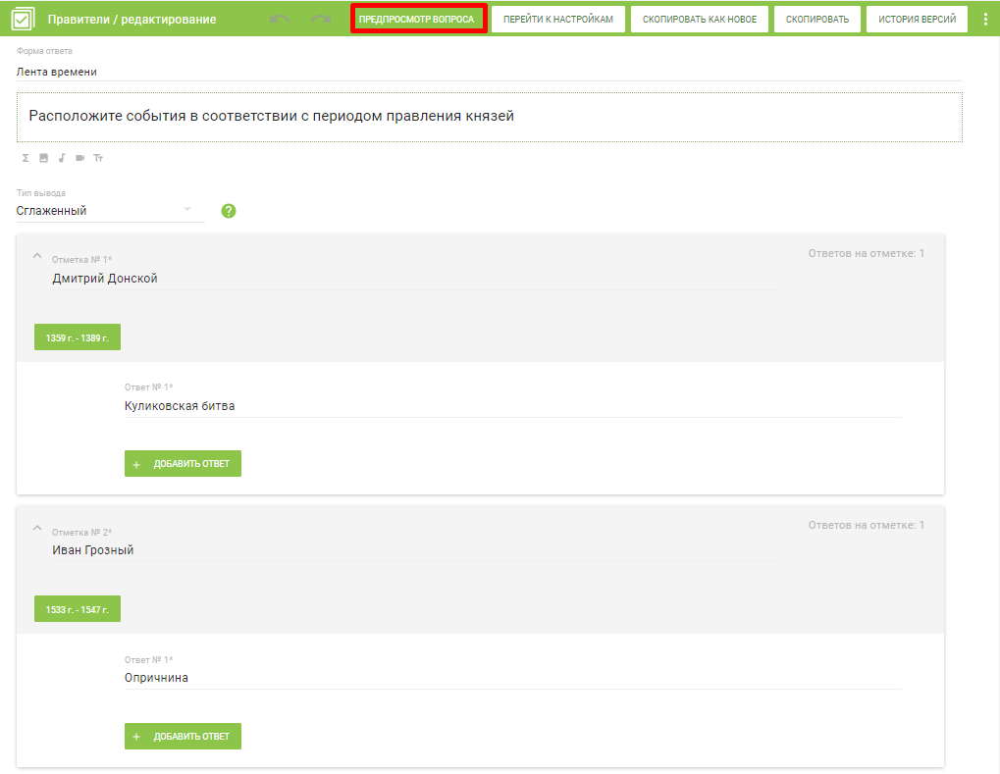 Правители / редактирование ПРЕДПРОСМОТР ВОПРОСА ПЕРЕЙТИ К НАСТРОЙКАМ СКОПИРОВАТЬ КАК НОВОЕ СКОПИРОВАТЬ ИСТОРИЯ ВЕРСИЙ
Форма ответа
Лента времени
Расположите события в соответствии с периодом правления князей
Σ Тт
Тип вывода
Сглаженный ?
Отметка № 1* Ответов на отметке: 1
Дмитрий Донской
1359 г. - 1389 г.
Ответ № 1*
Куликовская битва
+ ДОБАВИТЬ ОТВЕТ
Отметка № 2* Ответов на отметке: 1
Иван Грозный
1533 г. - 1547 г.
Ответ № 1*
Опричнина
+ ДОБАВИТЬ ОТВЕТ